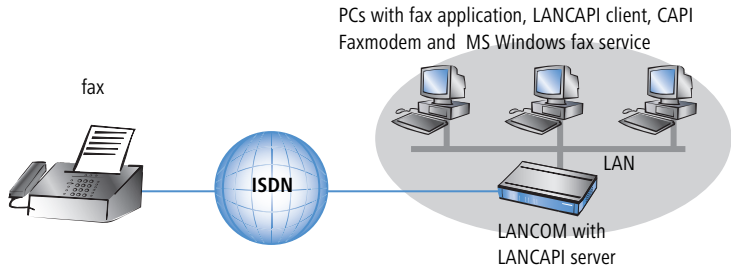 PCs with fax application, LANCAPI client, CAPI
Faxmodem and  MS Windows fax service
fax
ISDN
LAN
LANCOM with
LANCAPI server